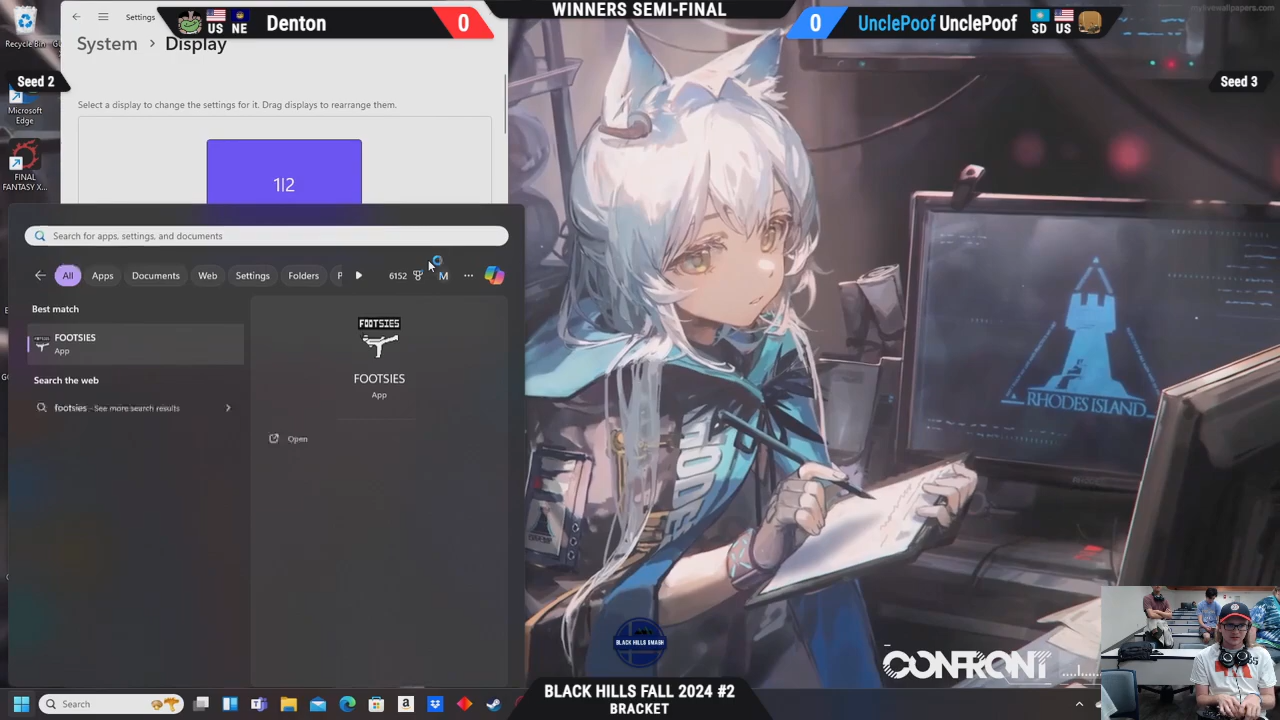 WINNERS SEMI-FINAL
mylivewallpapers.com
Recycle Bin
Settings
US NE Denton 0
0 UnclePoof UnclePoof SD US
System > Display
Seed 2
Seed 3
Microsoft
Edge
Select a display to change the settings for it. Drag displays to rearrange them.
1|2
FINAL
FANTASY X...
Search for apps, settings, and documents
All Apps Documents Web Settings Folders P 6152 M ...
Best match
FOOTSIES
App
Search the web
footsies - See more search results
FOOTSIES
FOOTSIES
App
Open
RHODES ISLAND
BLACK HILLS SMASH
CONFRONT
BLACK HILLS FALL 2024 #2
BRACKET
Search